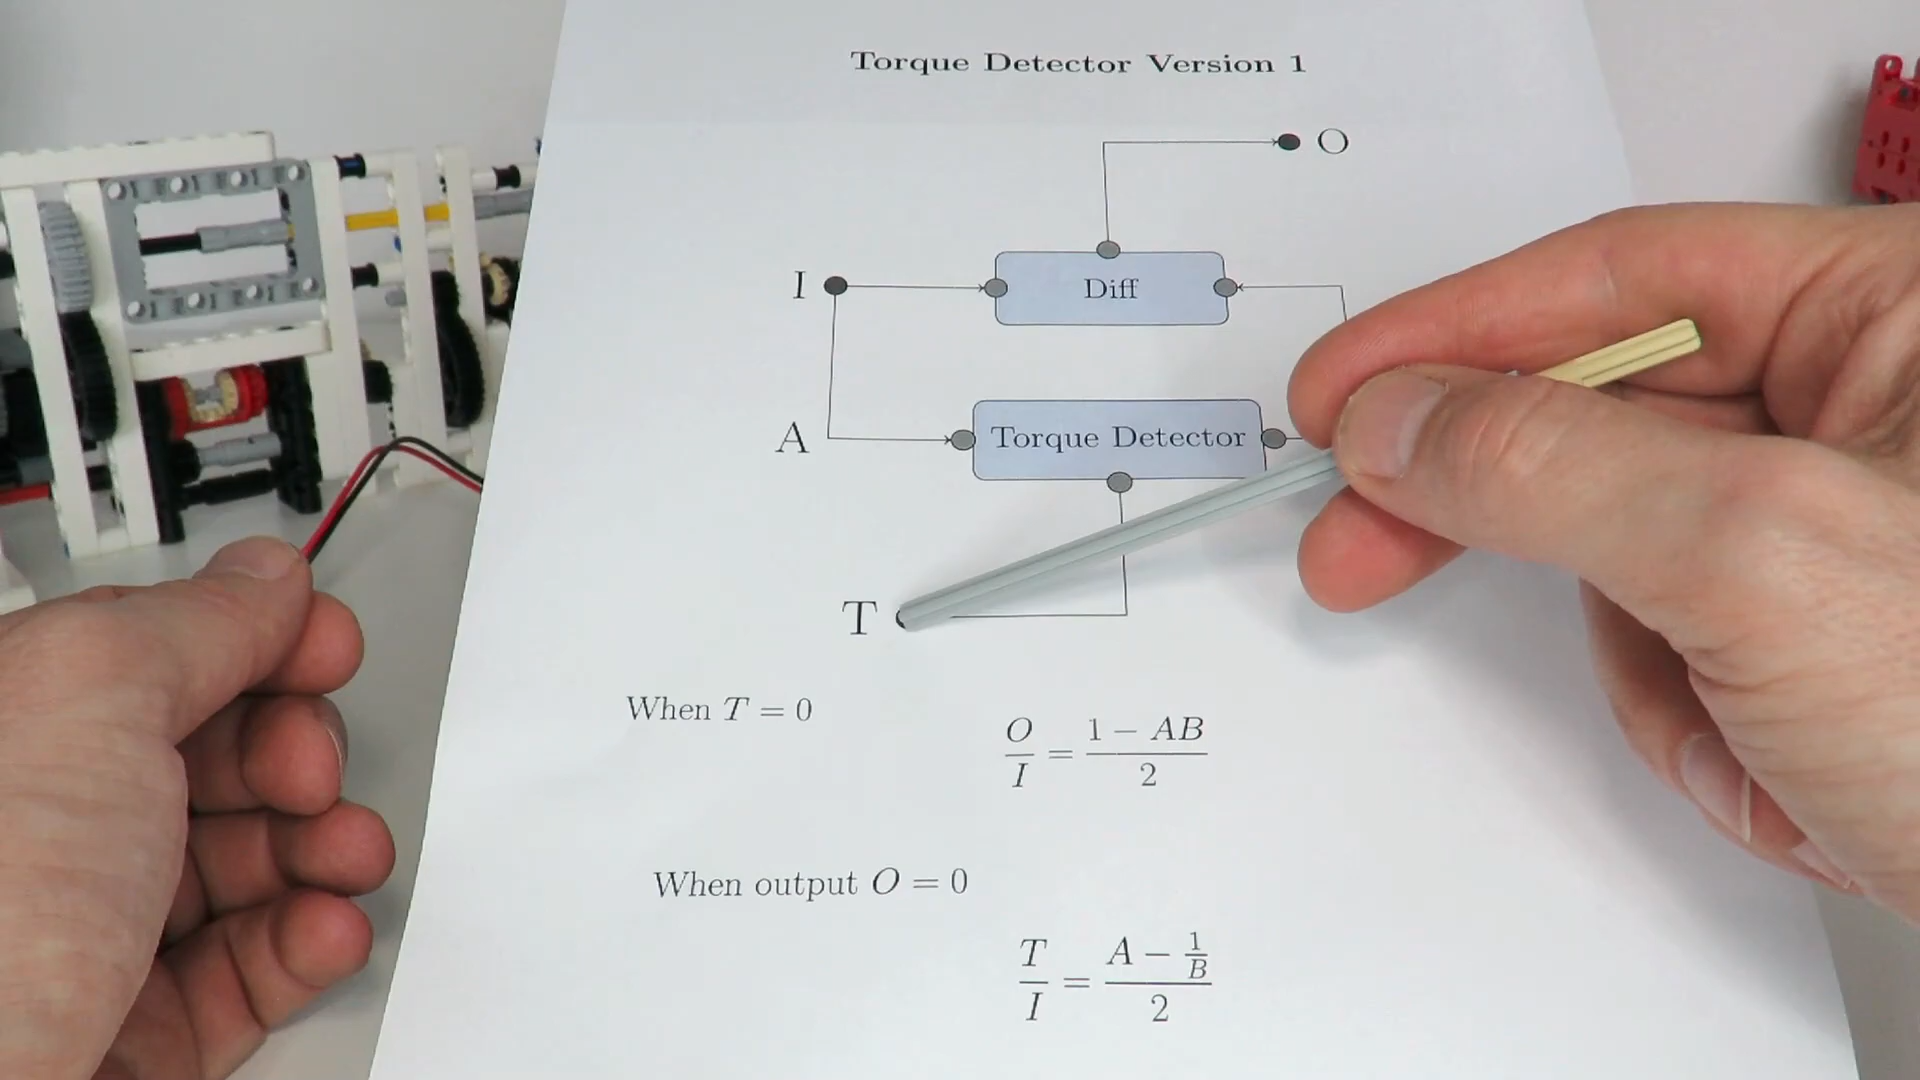 Torque Detector Version 1
O
I
Diff
A
Torque Detector
T
When T = 0
O/I = (1 − AB)/2
When output O = 0
T/I = (A − 1/B)/2